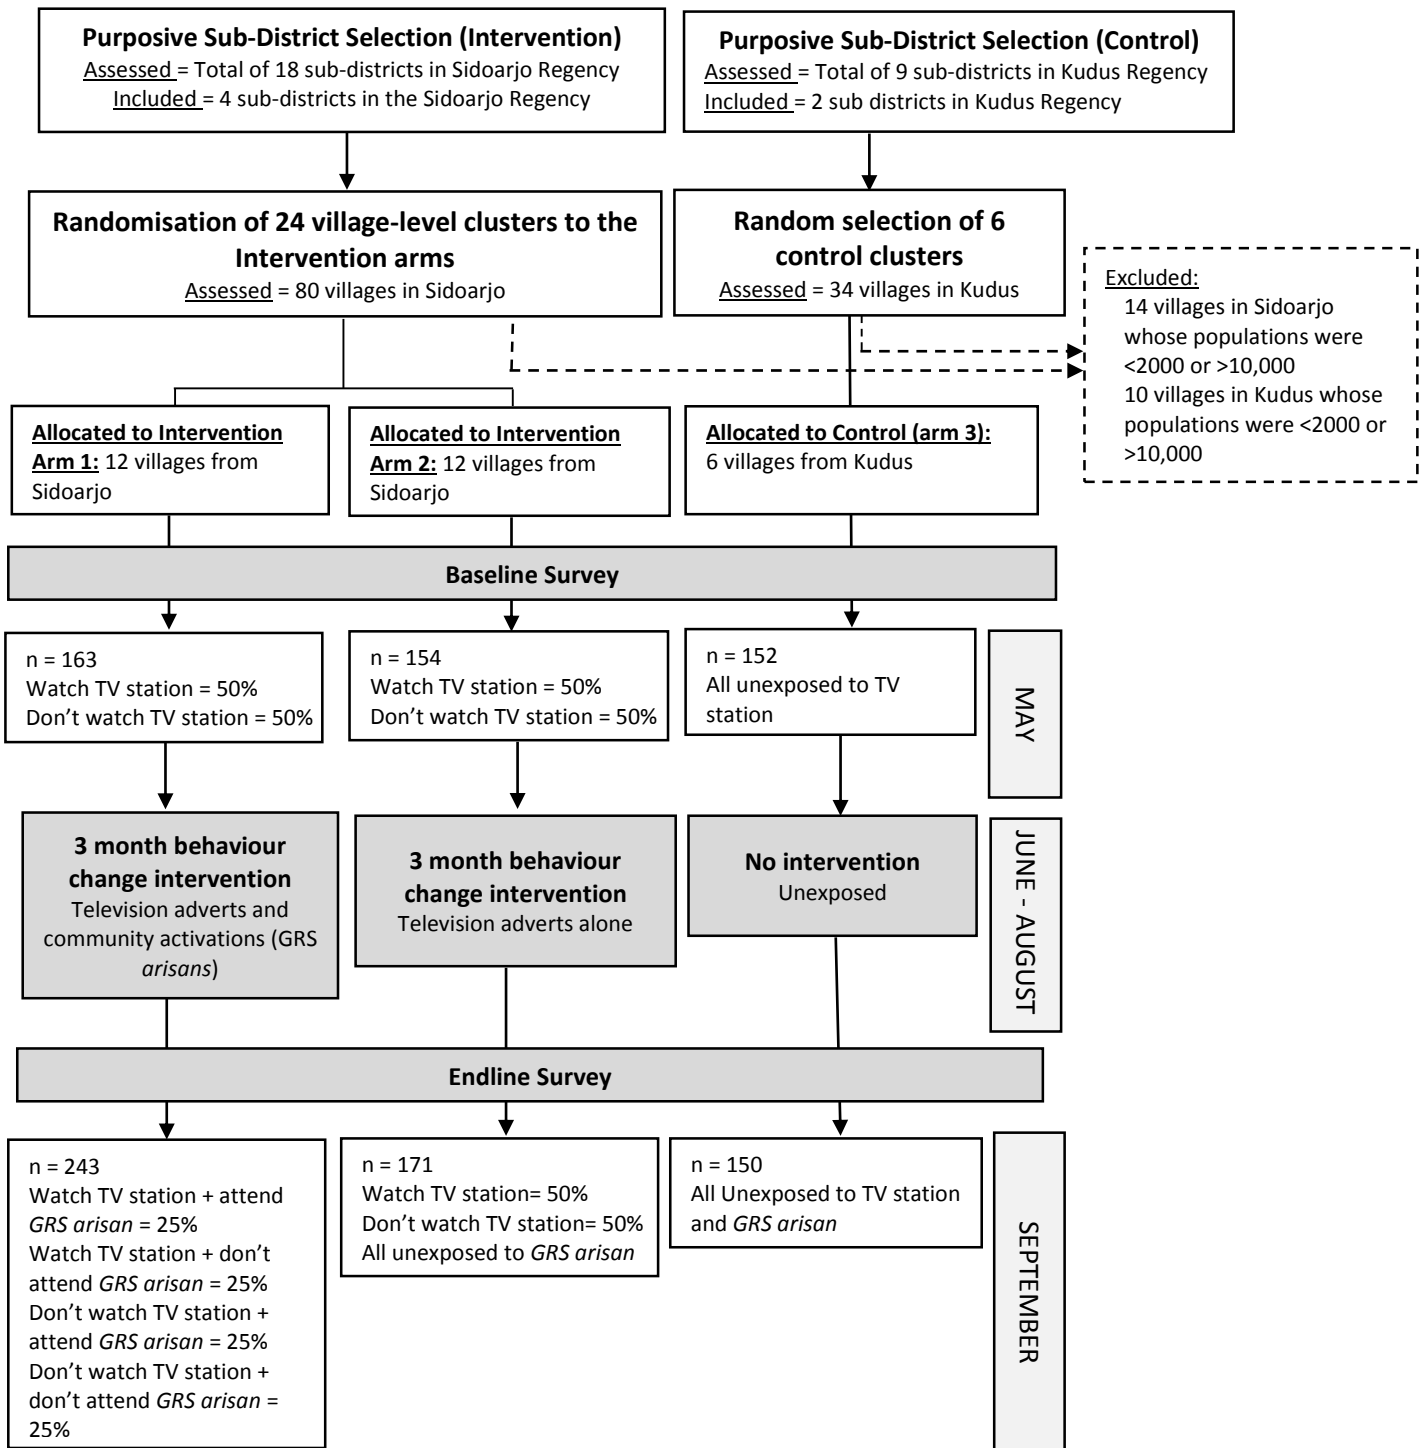 Purposive Sub-District Selection (Intervention)
Assessed = Total of 18 sub-districts in Sidoarjo Regency
Included = 4 sub-districts in the Sidoarjo Regency
Purposive Sub-District Selection (Control)
Assessed = Total of 9 sub-districts in Kudus Regency
Included = 2 sub districts in Kudus Regency
Randomisation of 24 village-level clusters to the
Intervention arms
Assessed = 80 villages in Sidoarjo
Random selection of 6
control clusters
Assessed = 34 villages in Kudus
Excluded:
14 villages in Sidoarjo
whose populations were
<2000 or >10,000
10 villages in Kudus whose
populations were <2000 or
>10,000
Allocated to Intervention
Arm 1: 12 villages from
Sidoarjo
Allocated to Intervention
Arm 2: 12 villages from
Sidoarjo
Allocated to Control (arm 3):
6 villages from Kudus
Baseline Survey
n = 163
Watch TV station = 50%
Don't watch TV station = 50%
n = 154
Watch TV station = 50%
Don't watch TV station = 50%
n = 152
All unexposed to TV
station
MAY
3 month behaviour
change intervention
Television adverts and
community activations (GRS
arisans)
3 month behaviour
change intervention
Television adverts alone
No intervention
Unexposed
JUNE - AUGUST
Endline Survey
n = 243
Watch TV station + attend
GRS arisan = 25%
Watch TV station + don't
attend GRS arisan = 25%
Don't watch TV station +
attend GRS arisan = 25%
Don't watch TV station +
don't attend GRS arisan =
25%
n = 171
Watch TV station= 50%
Don't watch TV station= 50%
All unexposed to GRS arisan
n = 150
All Unexposed to TV station
and GRS arisan
SEPTEMBER